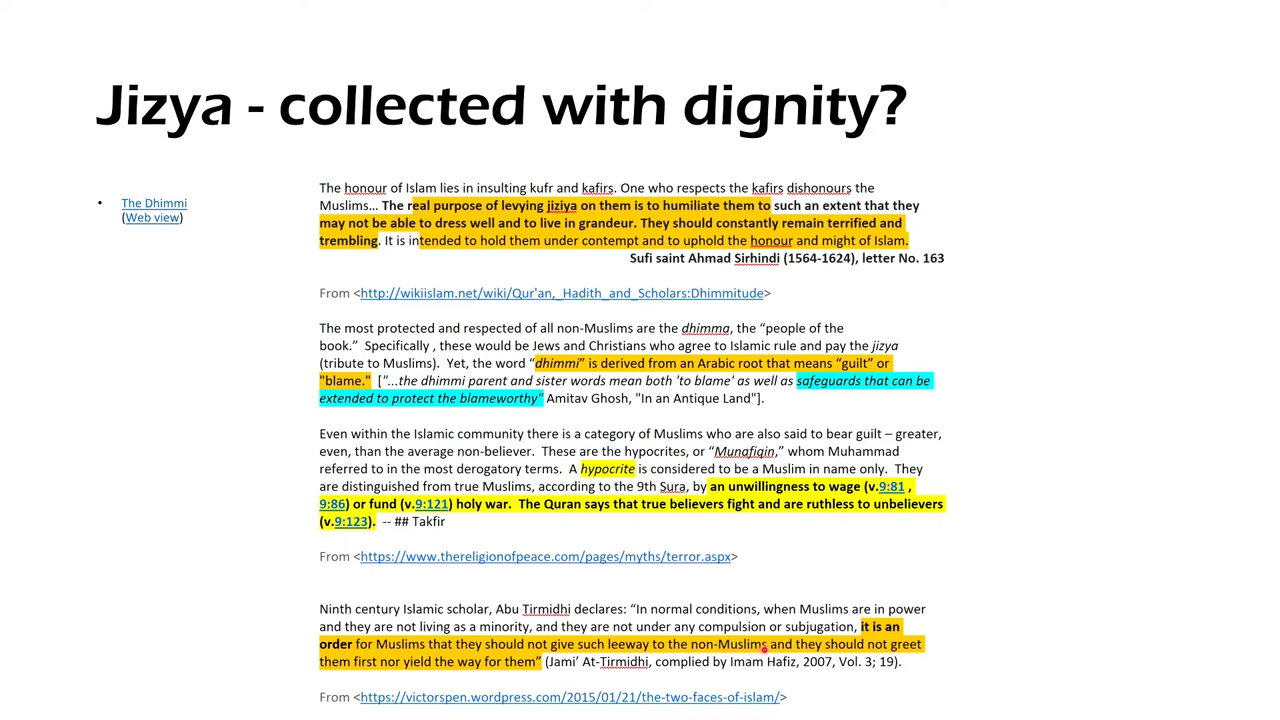 Jizya - collected with dignity?
• The Dhimmi
(Web view)
The honour of Islam lies in insulting kufr and kafirs. One who respects the kafirs dishonours the
Muslims… The real purpose of levying jiziya on them is to humiliate them to such an extent that they
may not be able to dress well and to live in grandeur. They should constantly remain terrified and
trembling. It is intended to hold them under contempt and to uphold the honour and might of Islam.
Sufi saint Ahmad Sirhindi (1564-1624), letter No. 163
From <http://wikiislam.net/wiki/Qur'an,_Hadith_and_Scholars:Dhimmitude>
The most protected and respected of all non-Muslims are the dhimma, the “people of the
book.”  Specifically , these would be Jews and Christians who agree to Islamic rule and pay the jizya
(tribute to Muslims).  Yet, the word “dhimmi” is derived from an Arabic root that means “guilt” or
"blame."  ["...the dhimmi parent and sister words mean both 'to blame' as well as safeguards that can be
extended to protect the blameworthy" Amitav Ghosh, "In an Antique Land"].
Even within the Islamic community there is a category of Muslims who are also said to bear guilt – greater,
even, than the average non-believer.  These are the hypocrites, or “Munafiqin,” whom Muhammad
referred to in the most derogatory terms.  A hypocrite is considered to be a Muslim in name only.  They
are distinguished from true Muslims, according to the 9th Sura, by an unwillingness to wage (v.9:81 ,
9:86) or fund (v.9:121) holy war.  The Quran says that true believers fight and are ruthless to unbelievers
(v.9:123).  -- ## Takfir
From <https://www.thereligionofpeace.com/pages/myths/terror.aspx>
Ninth century Islamic scholar, Abu Tirmidhi declares: “In normal conditions, when Muslims are in power
and they are not living as a minority, and they are not under any compulsion or subjugation, it is an
order for Muslims that they should not give such leeway to the non-Muslims and they should not greet
them first nor yield the way for them” (Jami’ At-Tirmidhi, complied by Imam Hafiz, 2007, Vol. 3; 19).
From <https://victorspen.wordpress.com/2015/01/21/the-two-faces-of-islam/>